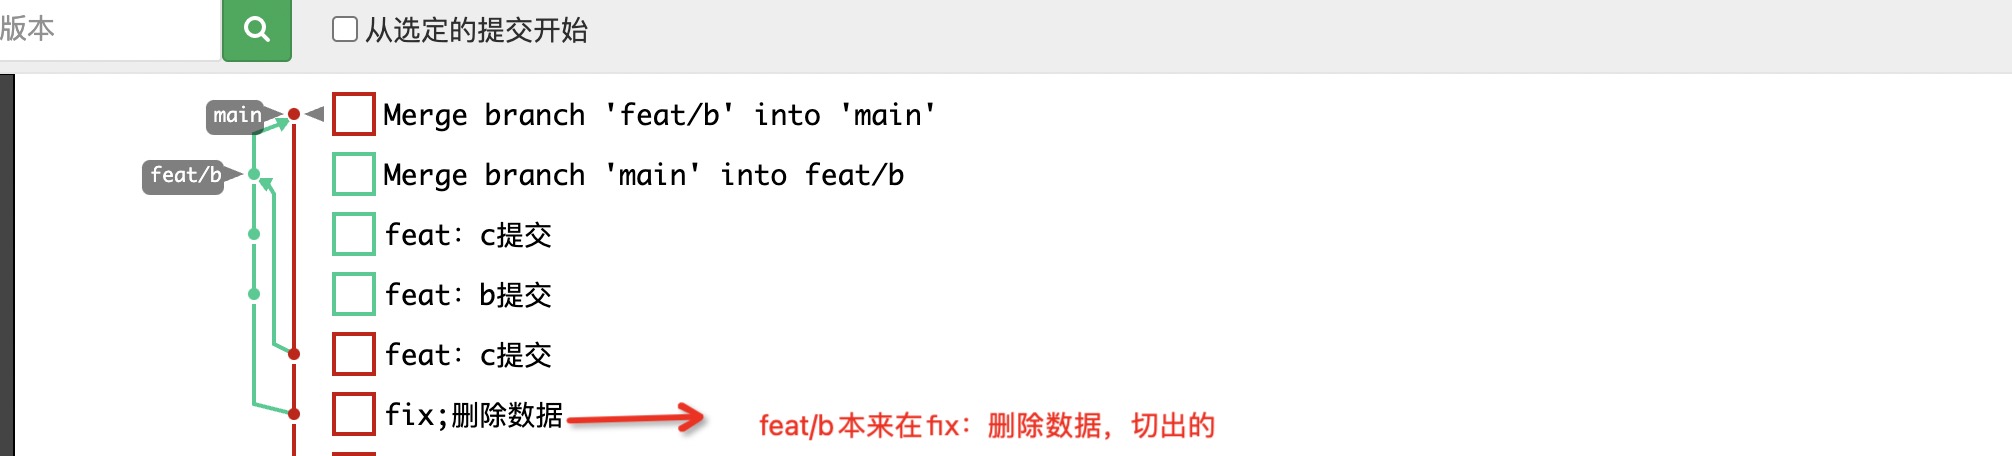 版本
从选定的提交开始
main
Merge branch 'feat/b' into 'main'
feat/b
Merge branch 'main' into feat/b
feat: c提交
feat: b提交
feat: c提交
fix;删除数据
feat/b本来在fix：删除数据，切出的